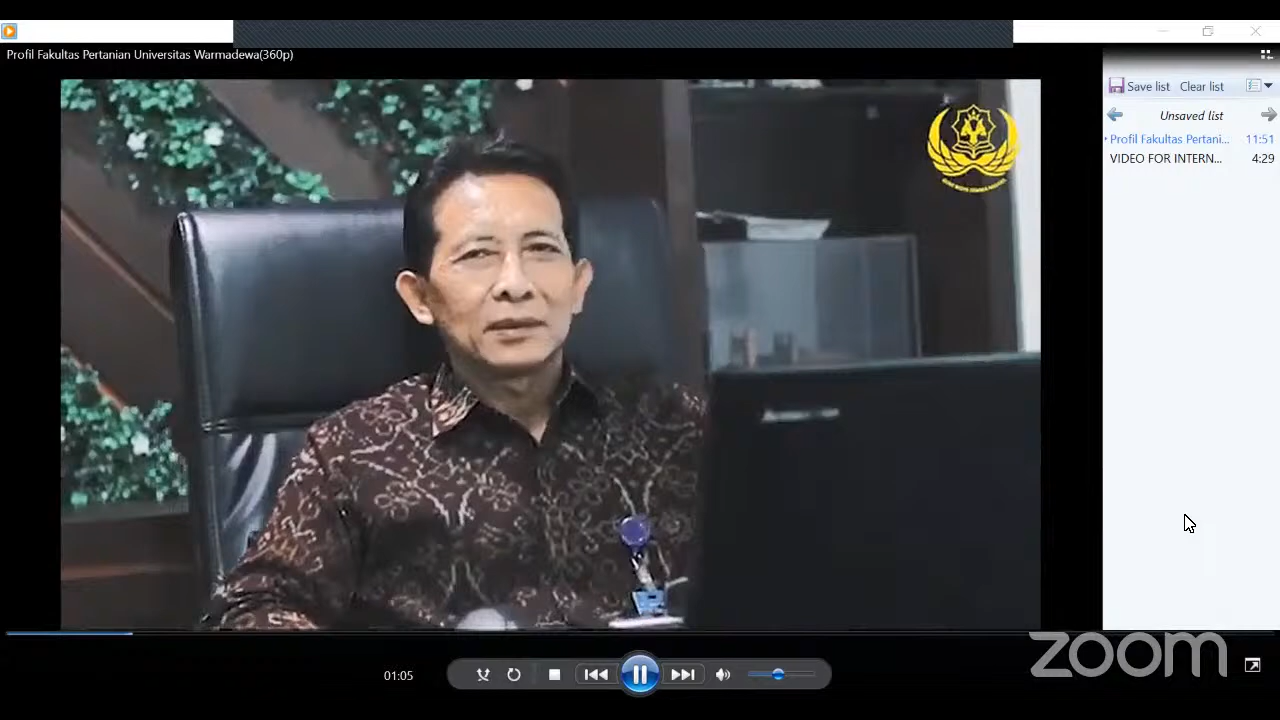 Profil Fakultas Pertanian Universitas Warmadewa(360p)
Save list Clear list
Unsaved list
Profil Fakultas Pertani... 11:51
VIDEO FOR INTERN... 4:29
01:05
zoom